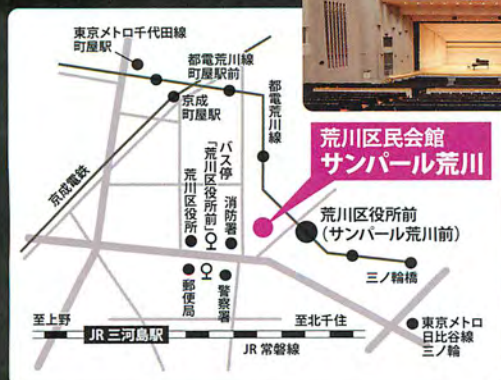 東京メトロ千代田線
町屋駅
都電荒川線
町屋駅前
京成
町屋駅
都電荒川線
京成電鉄
バス停
「荒川区役所前」
荒川区役所
消防署
荒川区民会館
サンパール荒川
荒川区役所前
（サンパール荒川前）
三ノ輪橋
郵便局
警察署
至上野
JR 三河島駅
至北千住
JR 常磐線
東京メトロ
日比谷線
三ノ輪